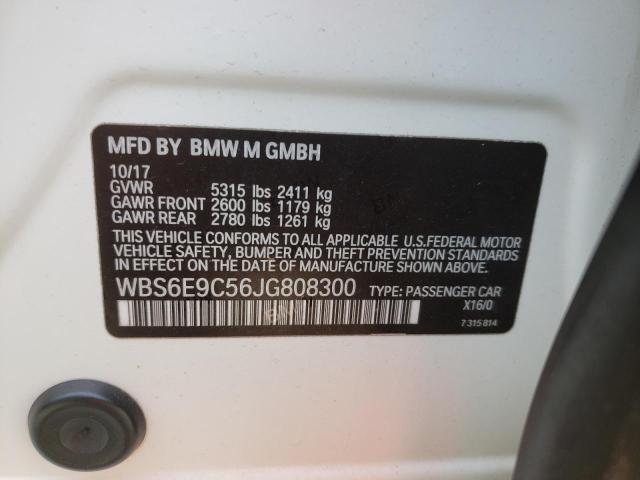 MFD BY BMW M GMBH
10/17
GVWR 5315 lbs 2411 kg
GAWR FRONT 2600 lbs 1179 kg
GAWR REAR 2780 lbs 1261 kg
THIS VEHICLE CONFORMS TO ALL APPLICABLE U.S.FEDERAL MOTOR
VEHICLE SAFETY, BUMPER, AND THEFT PREVENTION STANDARDS
IN EFFECT ON THE DATE OF MANUFACTURE SHOWN ABOVE.
WBS6E9C56JG808300 TYPE: PASSENGER CAR
X16/0
7315814